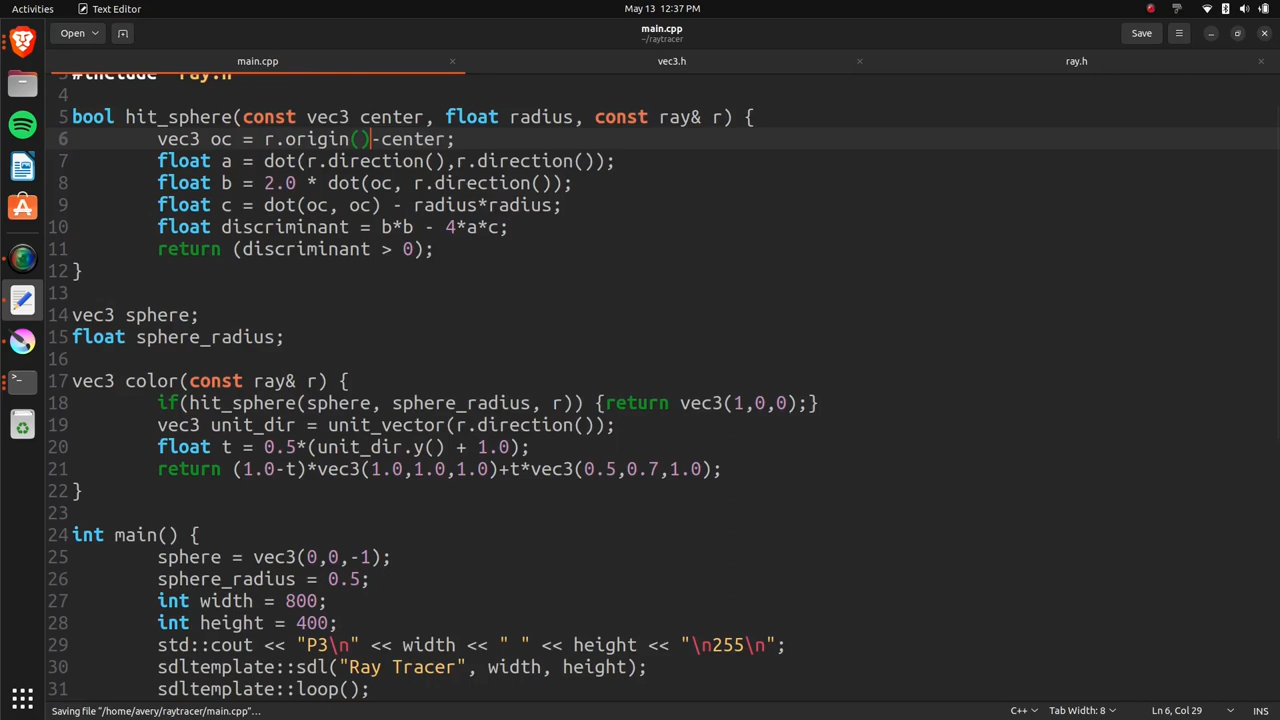 Activities Text Editor May 13 12:37 PM
Open main.cpp Save
~/raytracer
main.cpp vec3.h ray.h
3 #include "ray.h"
4
5 bool hit_sphere(const vec3 center, float radius, const ray& r) {
6 vec3 oc = r.origin()-center;
7 float a = dot(r.direction(),r.direction());
8 float b = 2.0 * dot(oc, r.direction());
9 float c = dot(oc, oc) - radius*radius;
10 float discriminant = b*b - 4*a*c;
11 return (discriminant > 0);
12 }
13
14 vec3 sphere;
15 float sphere_radius;
16
17 vec3 color(const ray& r) {
18 if(hit_sphere(sphere, sphere_radius, r)) {return vec3(1,0,0);}
19 vec3 unit_dir = unit_vector(r.direction());
20 float t = 0.5*(unit_dir.y() + 1.0);
21 return (1.0-t)*vec3(1.0,1.0,1.0)+t*vec3(0.5,0.7,1.0);
22 }
23
24 int main() {
25 sphere = vec3(0,0,-1);
26 sphere_radius = 0.5;
27 int width = 800;
28 int height = 400;
29 std::cout << "P3\n" << width << " " << height << "\n255\n";
30 sdltemplate::sdl("Ray Tracer", width, height);
31 sdltemplate::loop();
Saving file "/home/avery/raytracer/main.cpp"… C++ Tab Width: 8 Ln 6, Col 29 INS